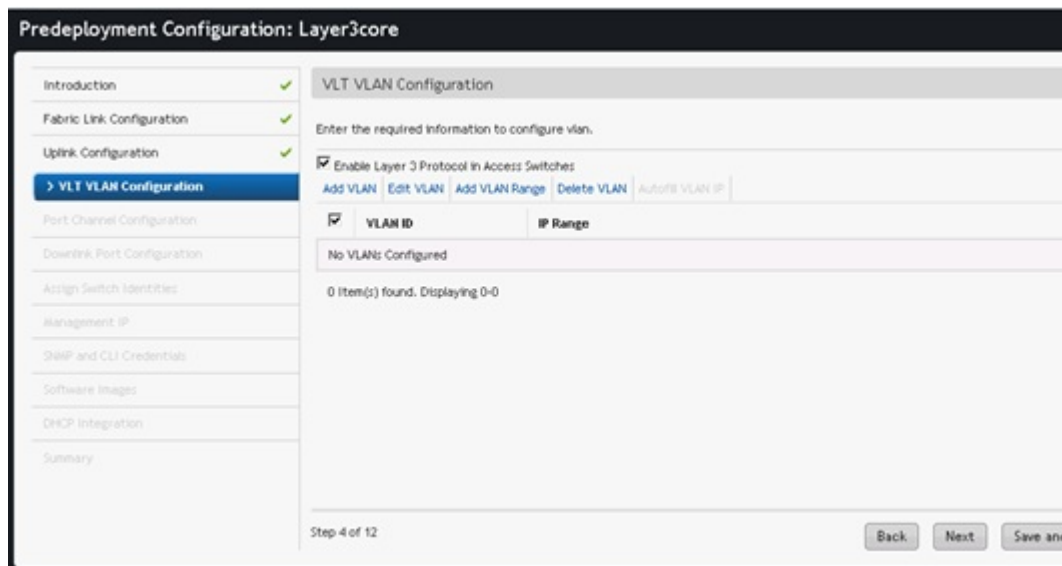 Predeployment Configuration: Layer3core
Introduction
Fabric Link Configuration
Uplink Configuration
> VLT VLAN Configuration
Port Channel Configuration
Downlink Port Configuration
Assign Switch Identities
Management IP
SNMP and CLI Credentials
Software Images
DHCP Integration
Summary
VLT VLAN Configuration
Enter the required information to configure vlan.
Enable Layer 3 Protocol in Access Switches
Add VLAN Edit VLAN Add VLAN Range Delete VLAN Autofill VLAN IP
VLAN ID IP Range
No VLANs Configured
0 Item(s) found. Displaying 0-0
Step 4 of 12
Back Next Save an